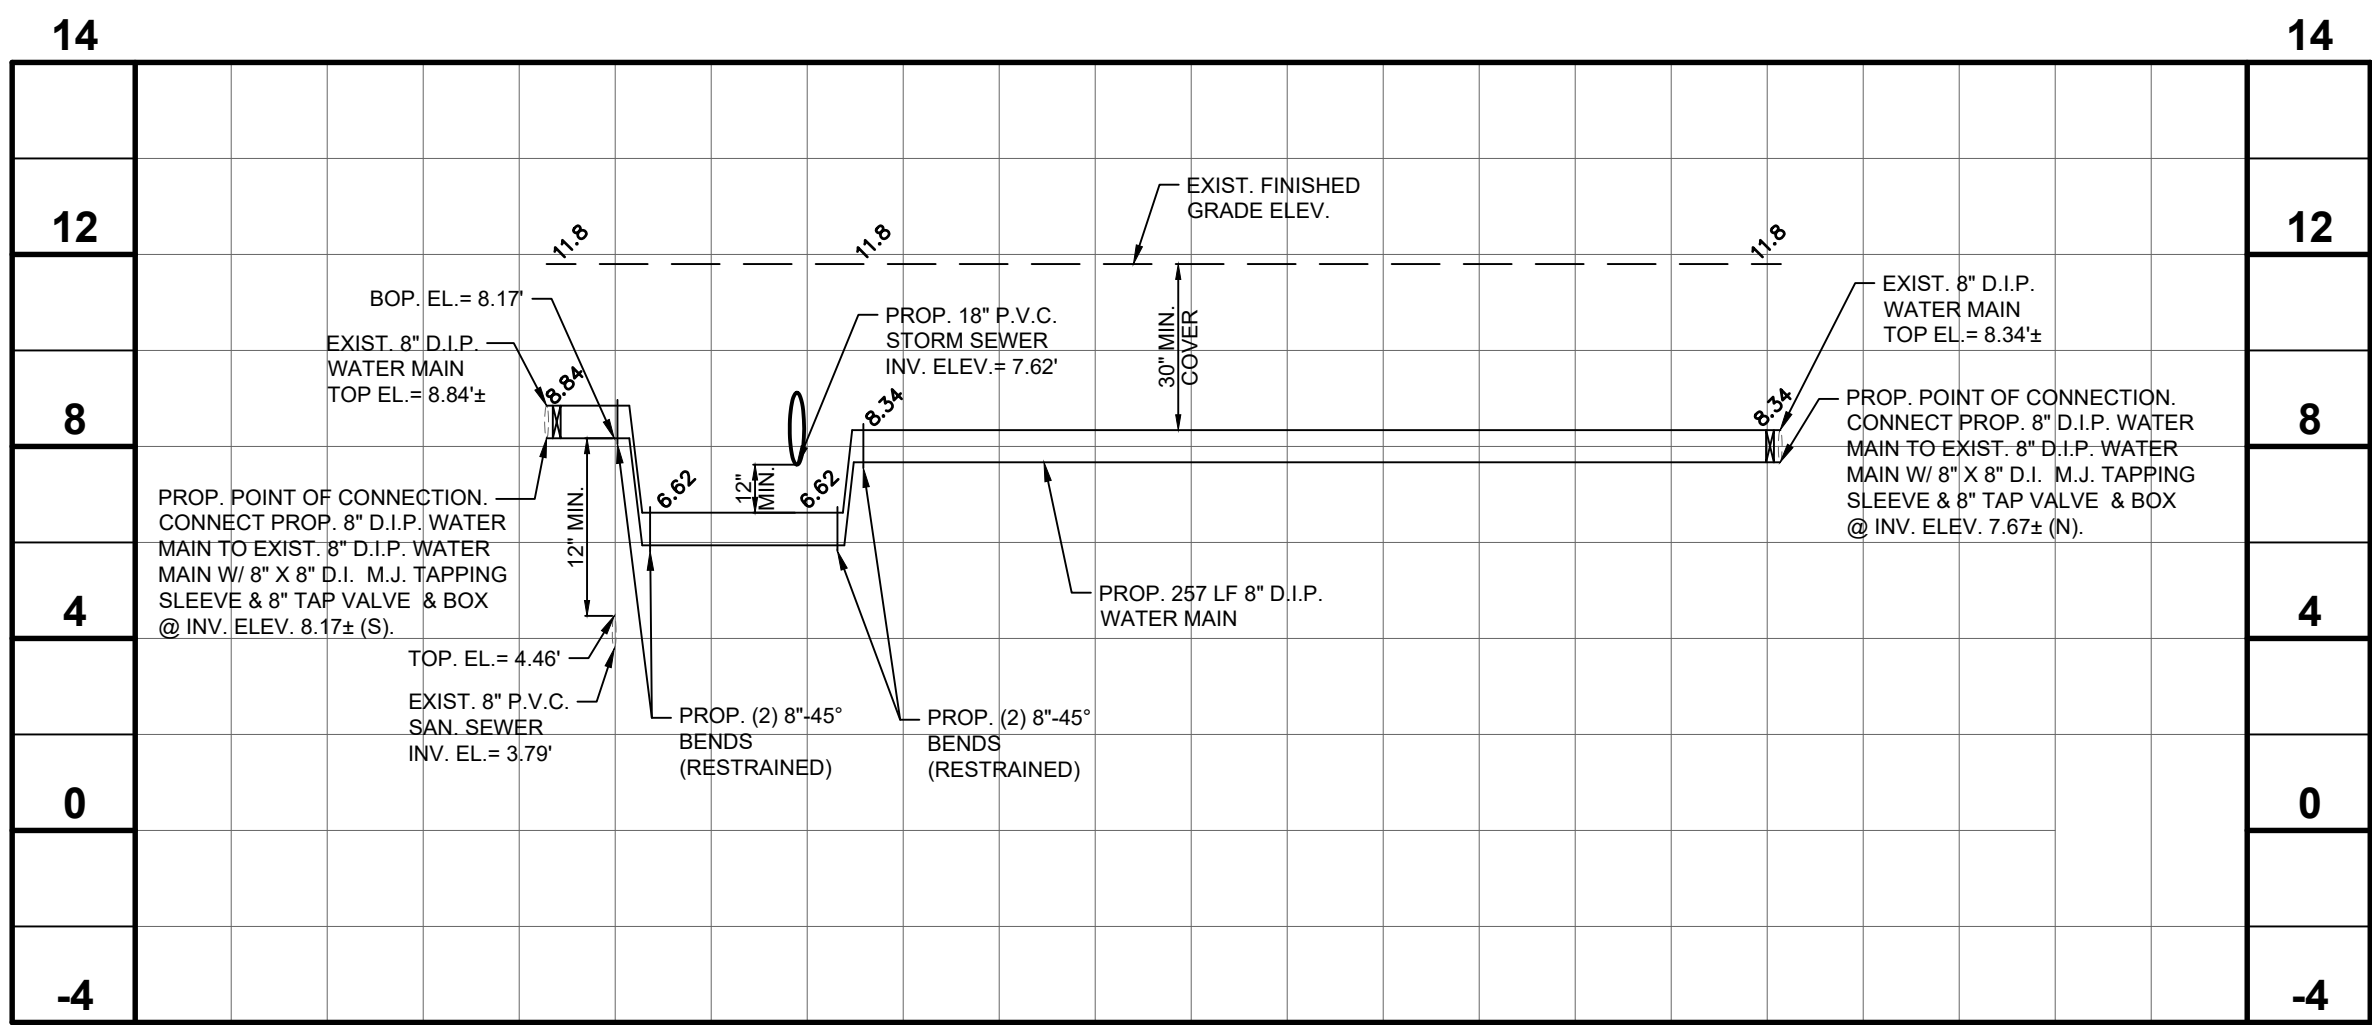 14
14
12
12
8
8
4
4
0
0
-4
-4
EXIST. FINISHED
GRADE ELEV.
11.8
11.8
11.8
BOP. EL.= 8.17'
EXIST. 8" D.I.P.
WATER MAIN
TOP EL.= 8.84'±
8.84
PROP. 18" P.V.C.
STORM SEWER
INV. ELEV.= 7.62'
30" MIN.
COVER
EXIST. 8" D.I.P.
WATER MAIN
TOP EL.= 8.34'±
8.34
8.34
PROP. POINT OF CONNECTION.
CONNECT PROP. 8" D.I.P. WATER
MAIN TO EXIST. 8" D.I.P. WATER
MAIN W/ 8" X 8" D.I. M.J. TAPPING
SLEEVE & 8" TAP VALVE & BOX
@ INV. ELEV. 7.67± (N).
PROP. POINT OF CONNECTION.
CONNECT PROP. 8" D.I.P. WATER
MAIN TO EXIST. 8" D.I.P. WATER
MAIN W/ 8" X 8" D.I. M.J. TAPPING
SLEEVE & 8" TAP VALVE & BOX
@ INV. ELEV. 8.17± (S).
12" MIN.
6.62
12"
MIN.
6.62
PROP. 257 LF 8" D.I.P.
WATER MAIN
TOP. EL.= 4.46'
EXIST. 8" P.V.C.
SAN. SEWER
INV. EL.= 3.79'
PROP. (2) 8"-45°
BENDS
(RESTRAINED)
PROP. (2) 8"-45°
BENDS
(RESTRAINED)